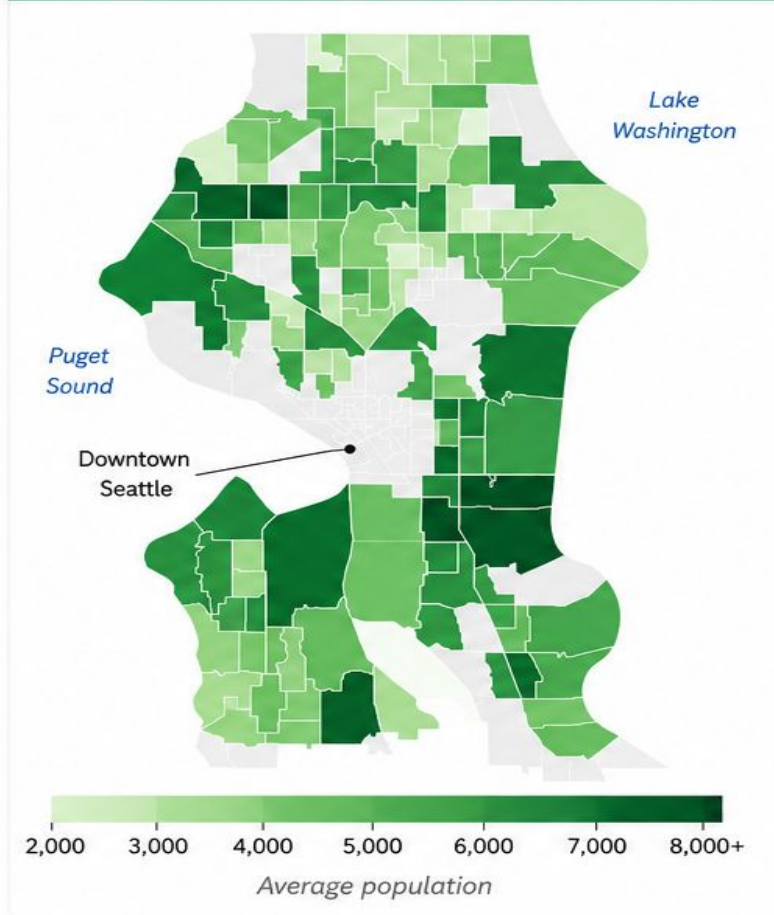 Lake
Washington
Puget
Sound
Downtown
Seattle
2,000 3,000 4,000 5,000 6,000 7,000 8,000+
Average population